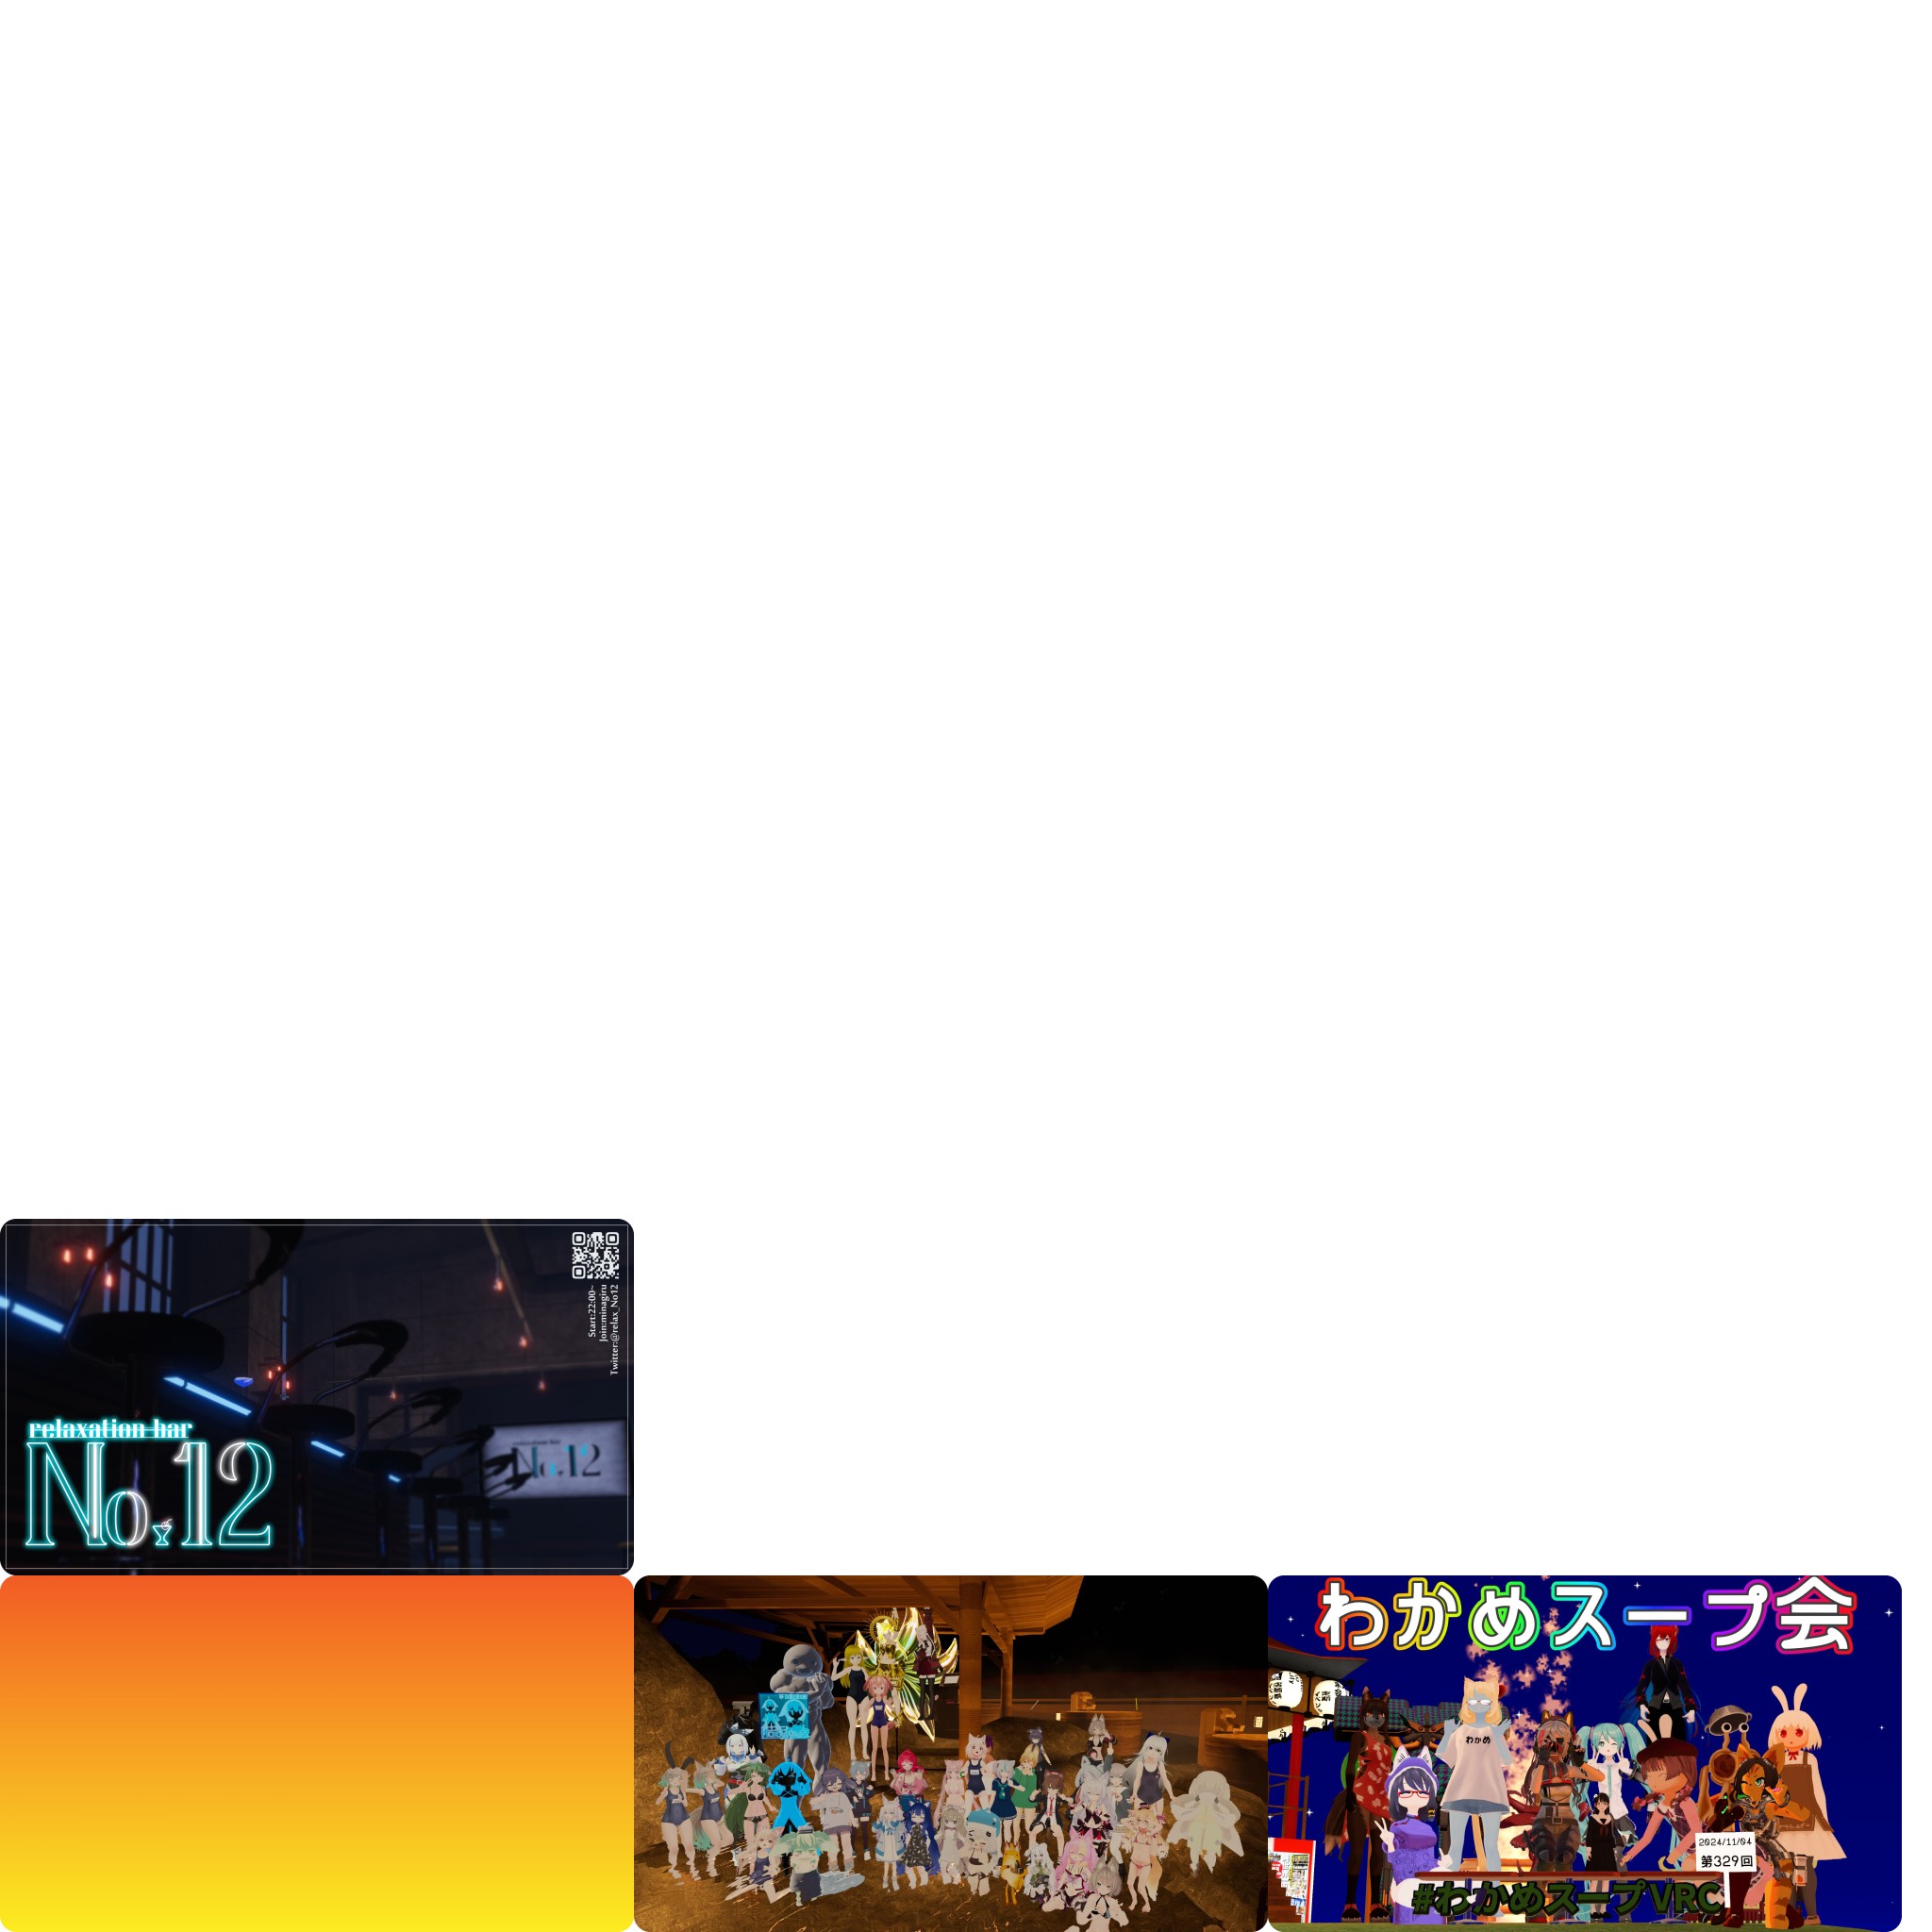 Start:22:00~
Join:minagiru
Twitter:@relax_No12
relaxation bar
No.12
No.12
わかめスープ会
わかめ
2024/11/04
第329回
#わかめスープVRC